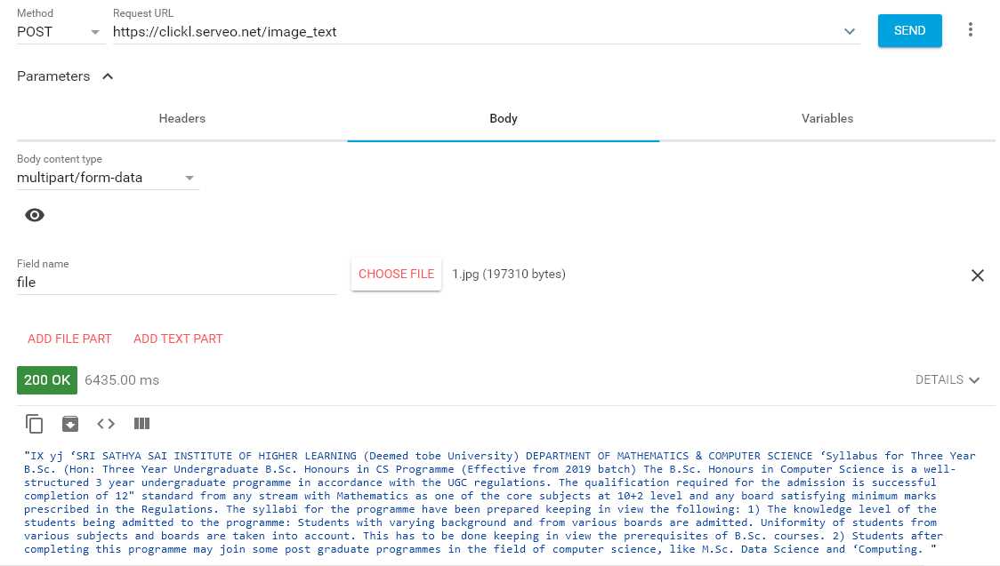 Method
Request URL
POST
https://clickl.serveo.net/image_text
SEND
Parameters
Headers
Body
Variables
Body content type
multipart/form-data
Field name
file
CHOOSE FILE
1.jpg (197310 bytes)
ADD FILE PART
ADD TEXT PART
200 OK
6435.00 ms
DETAILS
"IX yj ‘SRI SATHYA SAI INSTITUTE OF HIGHER LEARNING (Deemed tobe University) DEPARTMENT OF MATHEMATICS & COMPUTER SCIENCE ‘Syllabus for Three Year
B.Sc. (Hon: Three Year Undergraduate B.Sc. Honours in CS Programme (Effective from 2019 batch) The B.Sc. Honours in Computer Science is a well-
structured 3 year undergraduate programme in accordance with the UGC regulations. The qualification required for the admission is successful
completion of 12" standard from any stream with Mathematics as one of the core subjects at 10+2 level and any board satisfying minimum marks
prescribed in the Regulations. The syllabi for the programme have been prepared keeping in view the following: 1) The knowledge level of the
students being admitted to the programme: Students with varying background and from various boards are admitted. Uniformity of students from
various subjects and boards are taken into account. This has to be done keeping in view the prerequisites of B.Sc. courses. 2) Students after
completing this programme may join some post graduate programmes in the field of computer science, like M.Sc. Data Science and ‘Computing. "